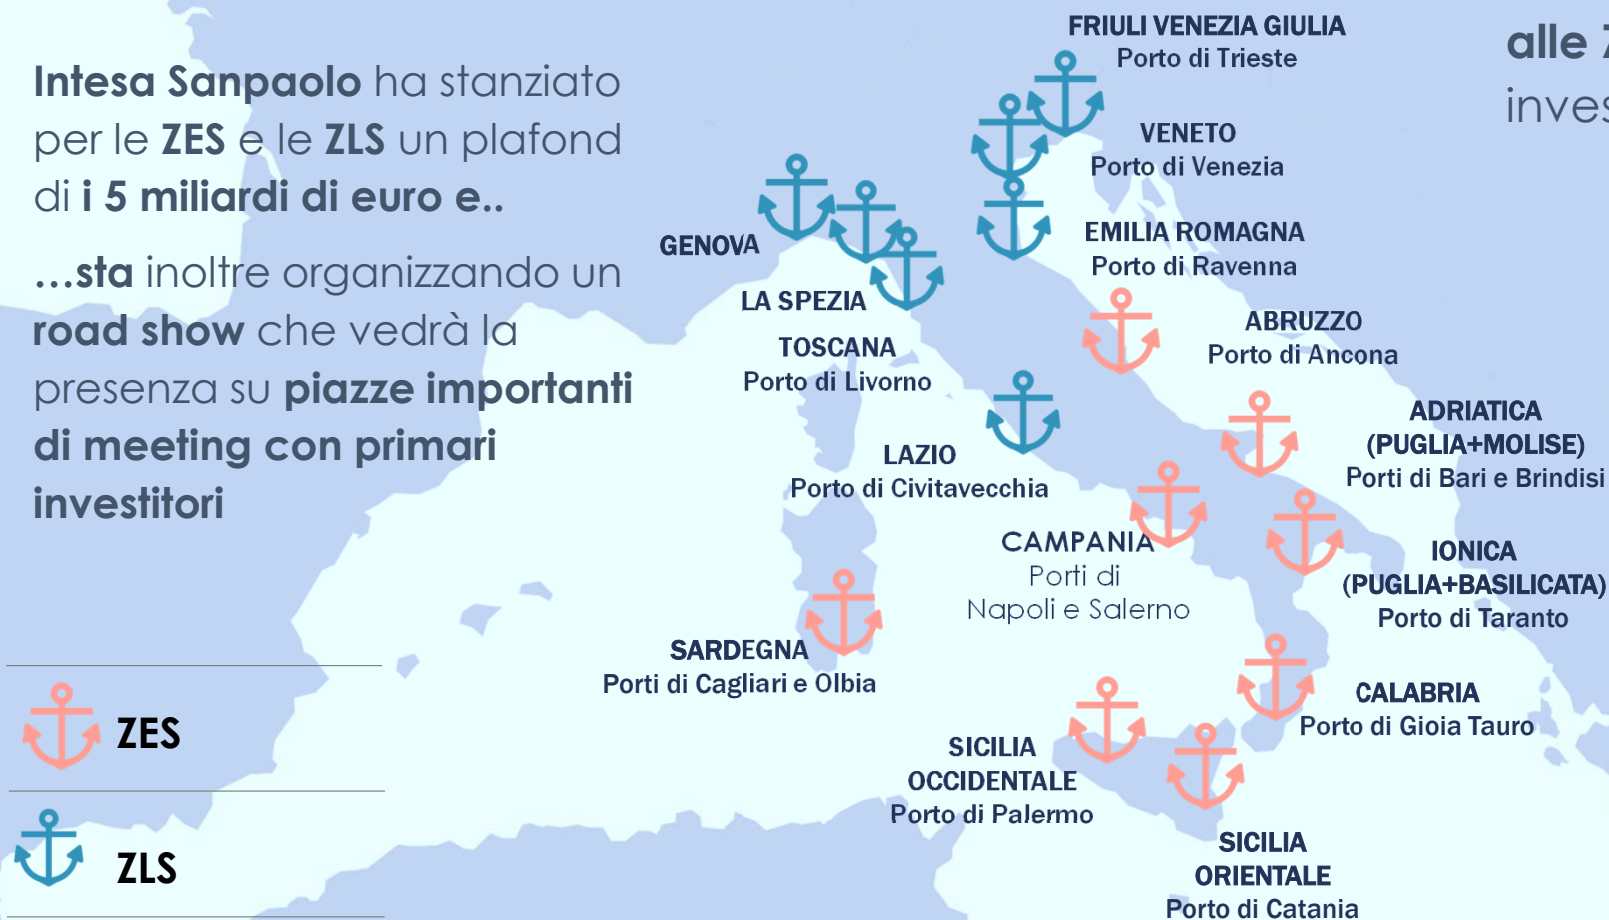 Intesa Sanpaolo ha stanziato
per le ZES e le ZLS un plafond
di i 5 miliardi di euro e..
...sta inoltre organizzando un
road show che vedrà la
presenza su piazze importanti
di meeting con primari
investitori
ZES
ZLS
FRIULI VENEZIA GIULIA
Porto di Trieste
VENETO
Porto di Venezia
EMILIA ROMAGNA
Porto di Ravenna
GENOVA
LA SPEZIA
TOSCANA
Porto di Livorno
ABRUZZO
Porto di Ancona
LAZIO
Porto di Civitavecchia
ADRIATICA
(PUGLIA+MOLISE)
Porti di Bari e Brindisi
CAMPANIA
Porti di
Napoli e Salerno
IONICA
(PUGLIA+BASILICATA)
Porto di Taranto
SARDEGNA
Porti di Cagliari e Olbia
CALABRIA
Porto di Gioia Tauro
SICILIA
OCCIDENTALE
Porto di Palermo
SICILIA
ORIENTALE
Porto di Catania
alle